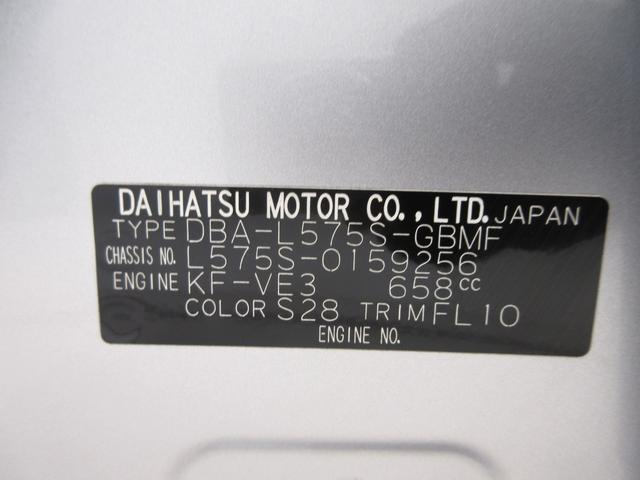 DAIHATSU MOTOR CO., LTD. JAPAN
TYPE DBA-L575S-GBMF
CHASSIS NO. L575S-0159256
ENGINE KF-VE3 658cc
COLOR S28 TRIM FL10
ENGINE NO.